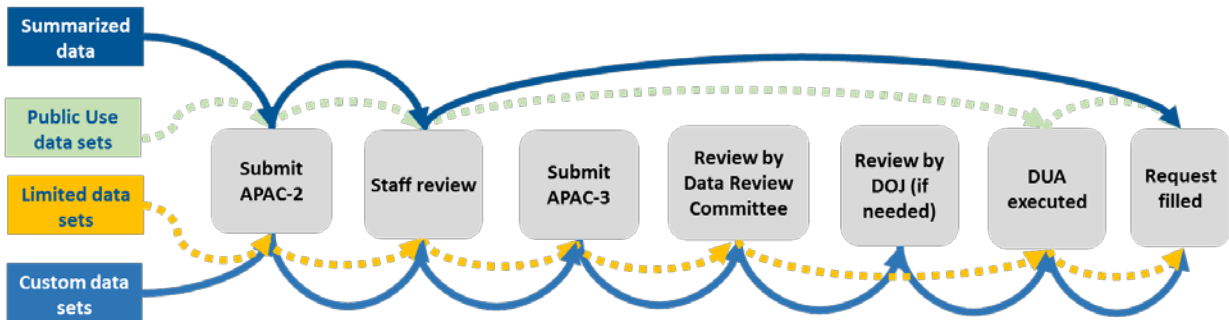 Summarized
data
Public Use
data sets
Limited data
sets
Custom data
sets
Submit
APAC-2
Staff review
Submit
APAC-3
Review by
Data Review
Committee
Review by
DOJ (if
needed)
DUA
executed
Request
filled